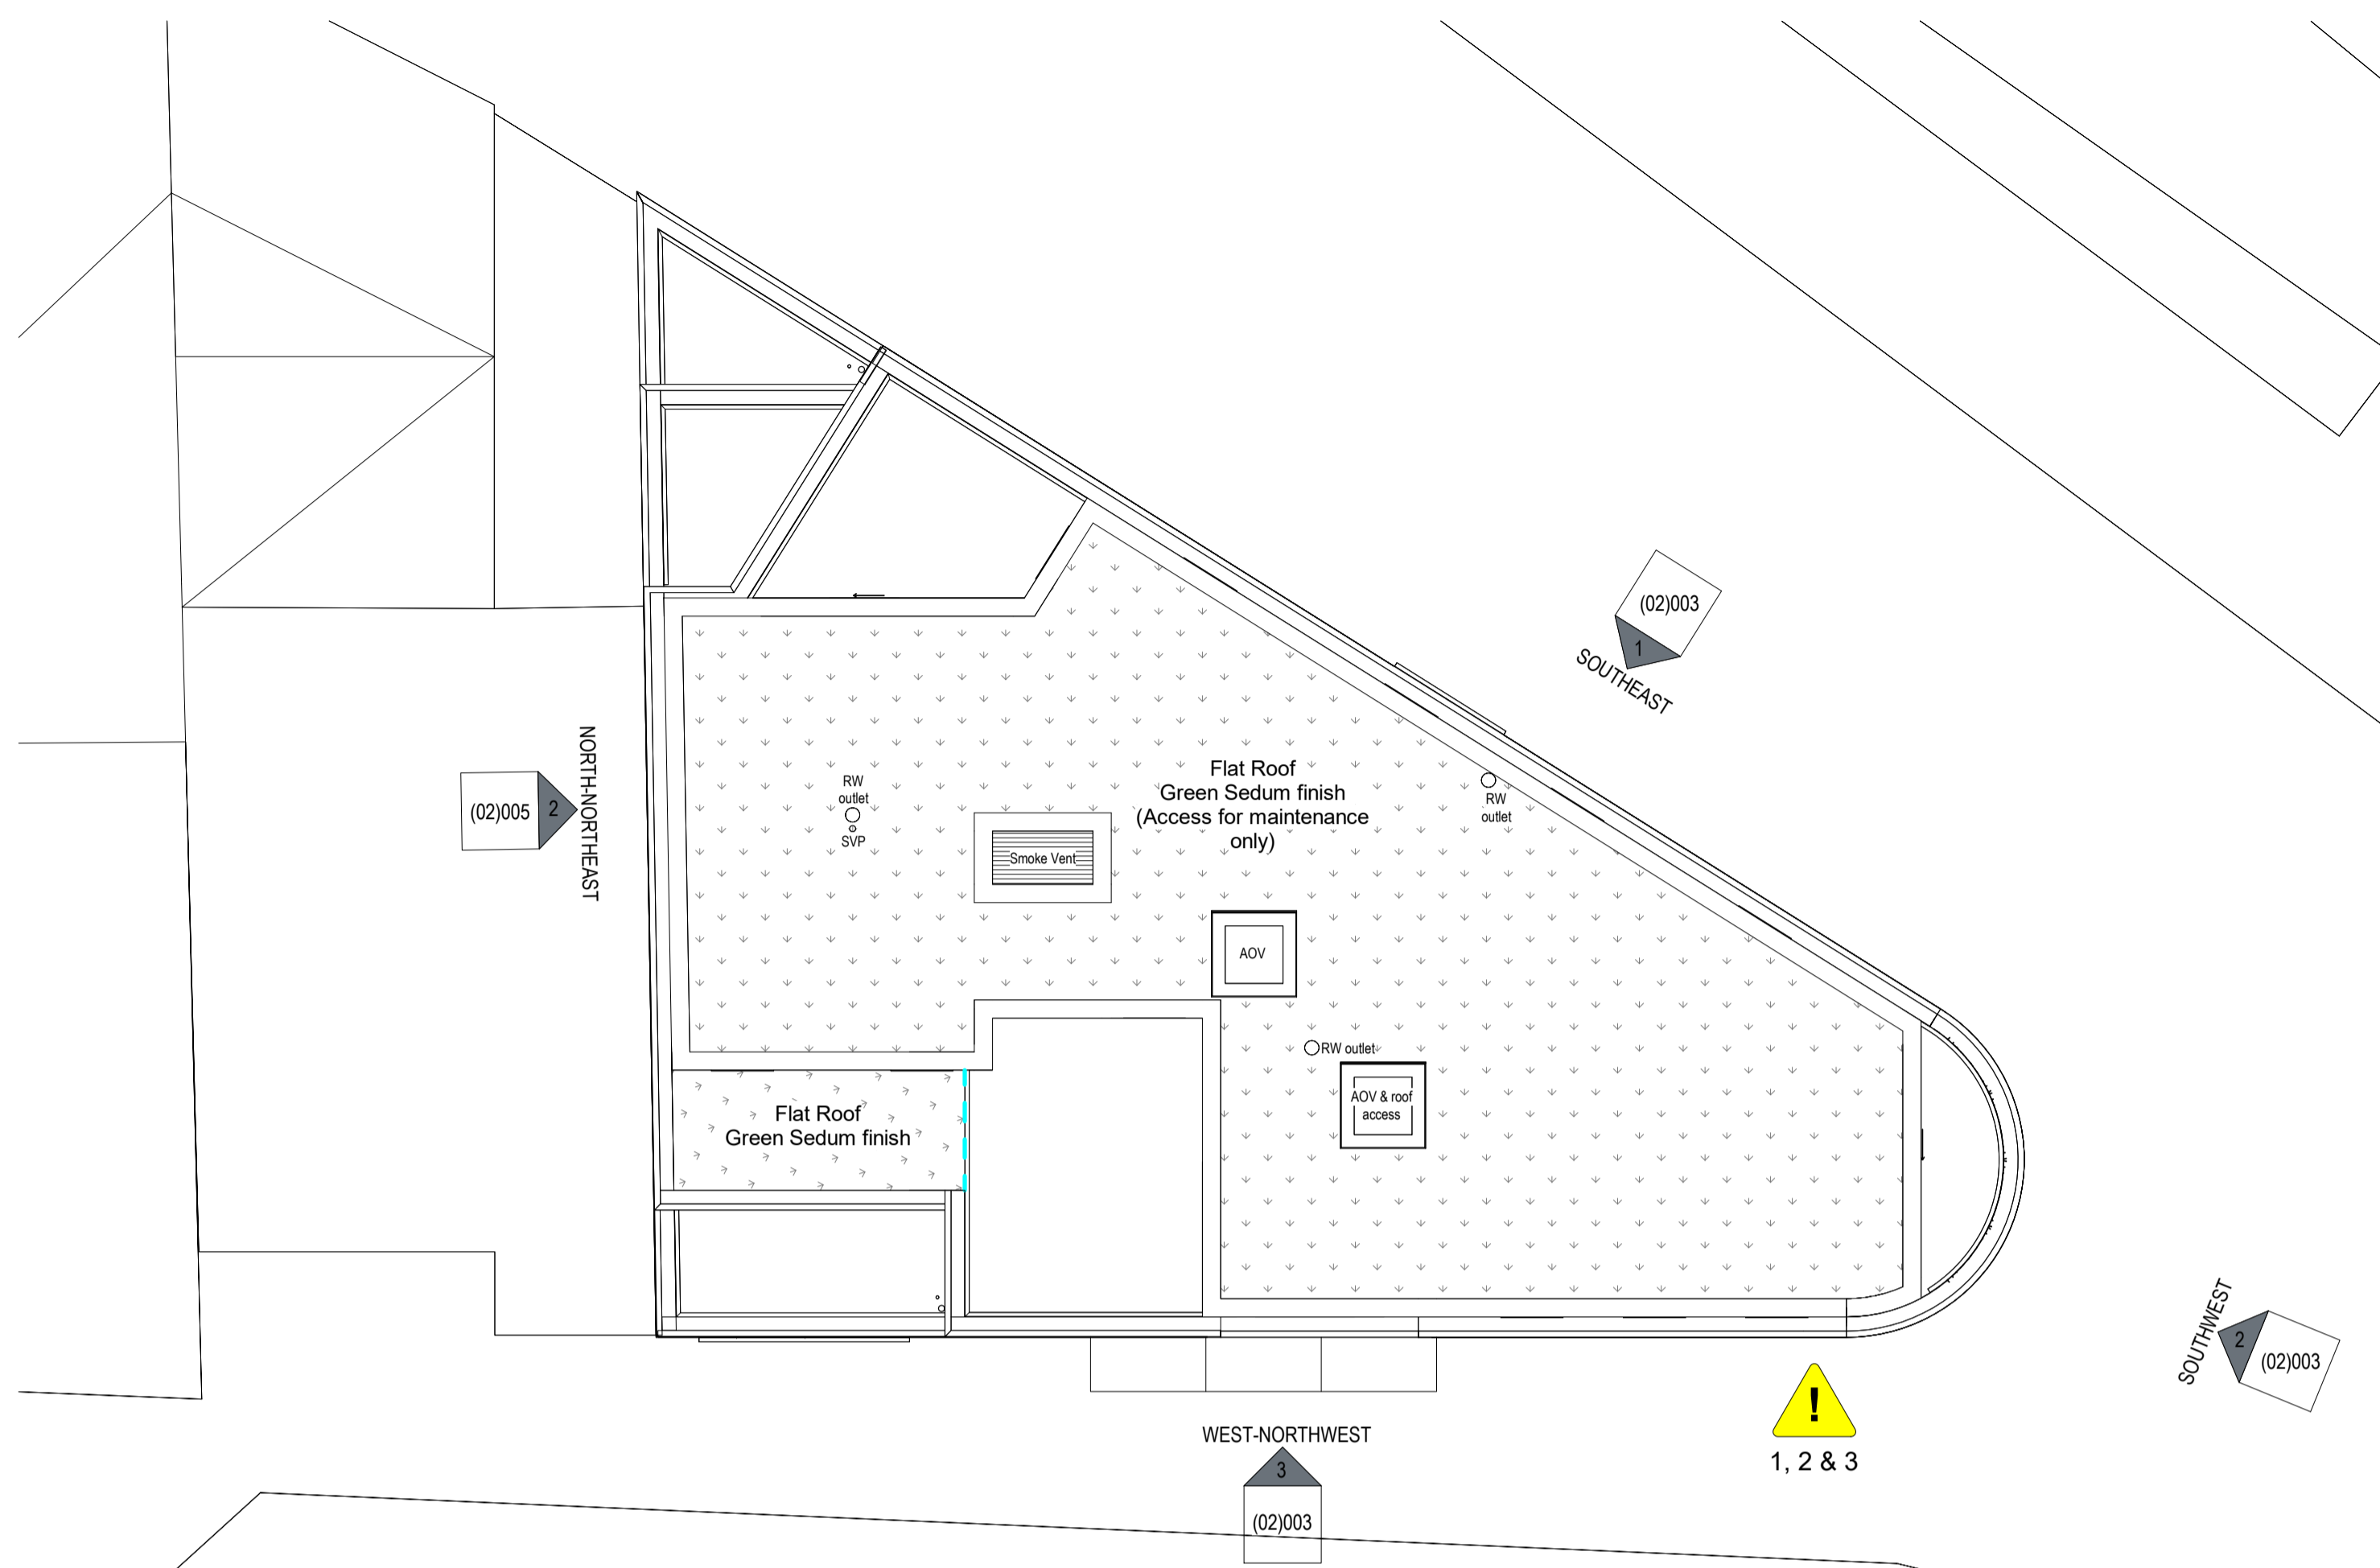 (02)003
1
SOUTHEAST
NORTH-NORTHEAST
(02)005
2
RW
outlet
SVP
Smoke Vent
Flat Roof
Green Sedum finish
(Access for maintenance
only)
RW
outlet
AOV
RW outlet
AOV & roof
access
Flat Roof
Green Sedum finish
SOUTHWEST
2
(02)003
!
1, 2 & 3
WEST-NORTHWEST
3
(02)003